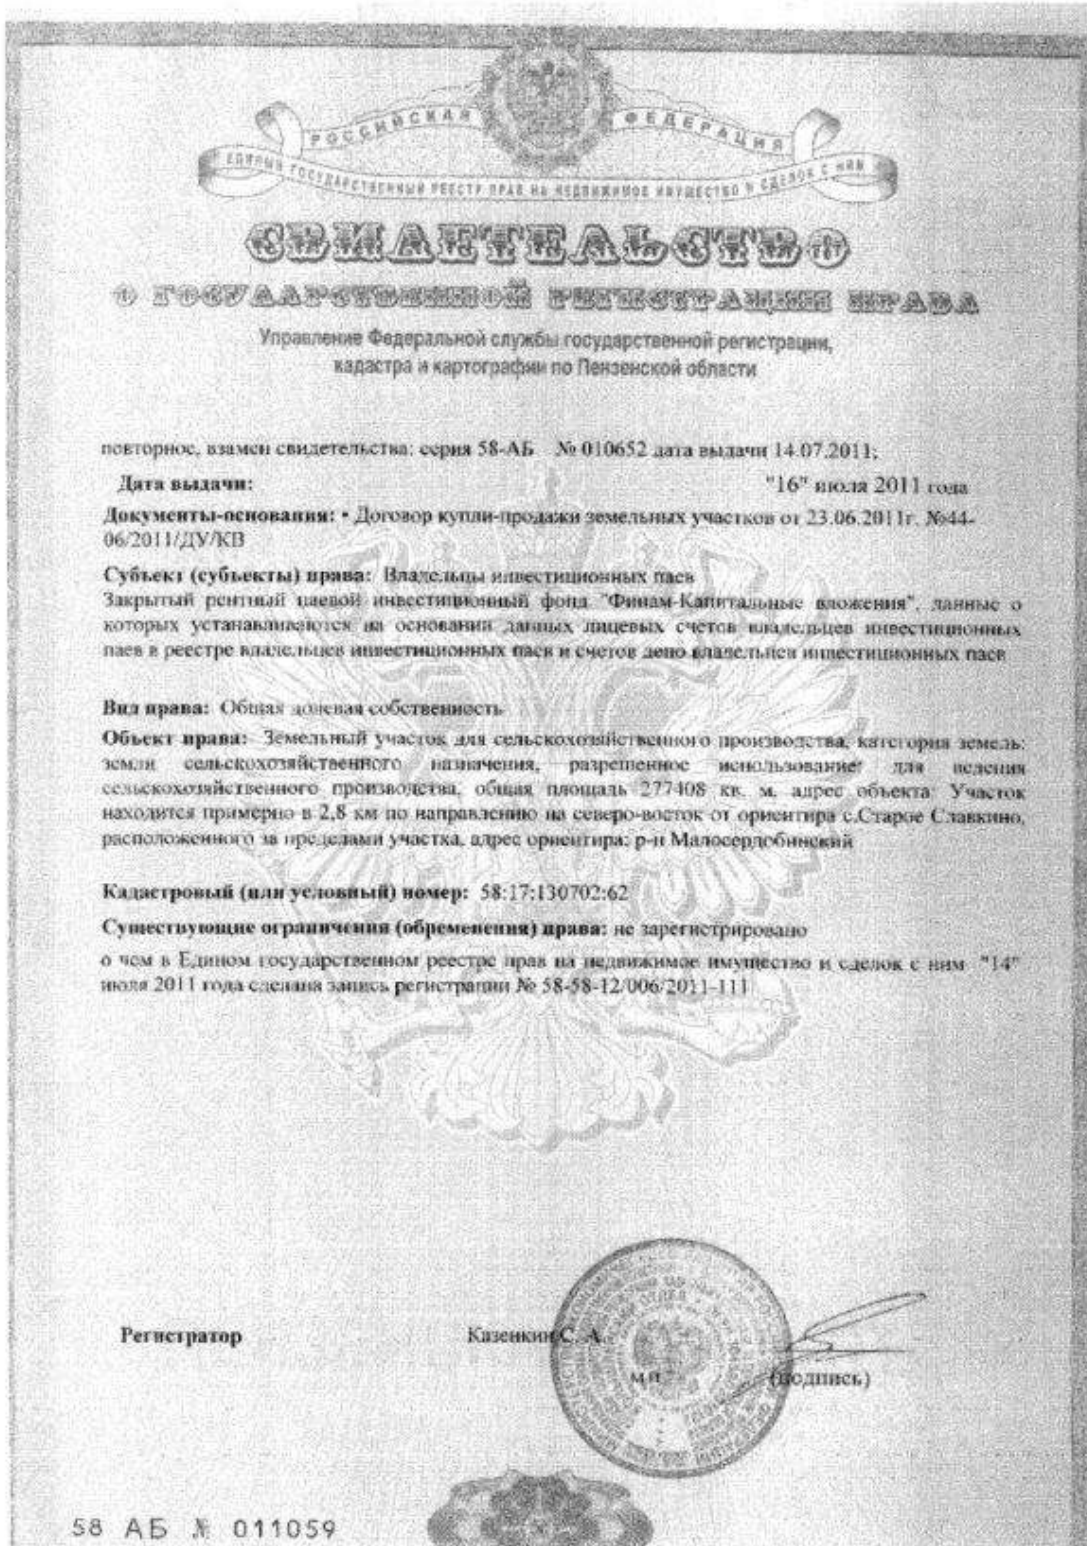 РОССИЙСКАЯ ФЕДЕРАЦИЯ
ЕДИНЫЙ ГОСУДАРСТВЕННЫЙ РЕЕСТР ПРАВ НА НЕДВИЖИМОЕ ИМУЩЕСТВО И СДЕЛОК С НИМ
СВИДЕТЕЛЬСТВО
О ГОСУДАРСТВЕННОЙ РЕГИСТРАЦИИ ПРАВА
Управление Федеральной службы государственной регистрации,
кадастра и картографии по Пензенской области
повторное, взамен свидетельства: серия 58-АБ № 010652 дата выдачи 14.07.2011;
Дата выдачи: "16" июля 2011 года
Документы-основания: • Договор купли-продажи земельных участков от 23.06.2011г. №44-
06/2011/ДУ/КВ
Субъект (субъекты) права: Владельцы инвестиционных паев
Закрытый рентный паевой инвестиционный фонд "Финам-Капитальные вложения", данные о
которых устанавливаются на основании данных лицевых счетов владельцев инвестиционных
паев в реестре владельцев инвестиционных паев и счетов депо владельцев инвестиционных паев
Вид права: Общая долевая собственность
Объект права: Земельный участок для сельскохозяйственного производства, категория земель:
земли сельскохозяйственного назначения, разрешенное использование: для ведения
сельскохозяйственного производства, общая площадь 277408 кв. м, адрес объекта: Участок
находится примерно в 2,8 км по направлению на северо-восток от ориентира с.Старое Славкино,
расположенного за пределами участка, адрес ориентира: р-н Малосердобинский
Кадастровый (или условный) номер: 58:17:130702:62
Существующие ограничения (обременения) права: не зарегистрировано
о чем в Едином государственном реестре прав на недвижимое имущество и сделок с ним "14"
июля 2011 года сделана запись регистрации № 58-58-12/006/2011-111
Регистратор Казенкин С. А.
м.п. (подпись)
58 АБ № 011059